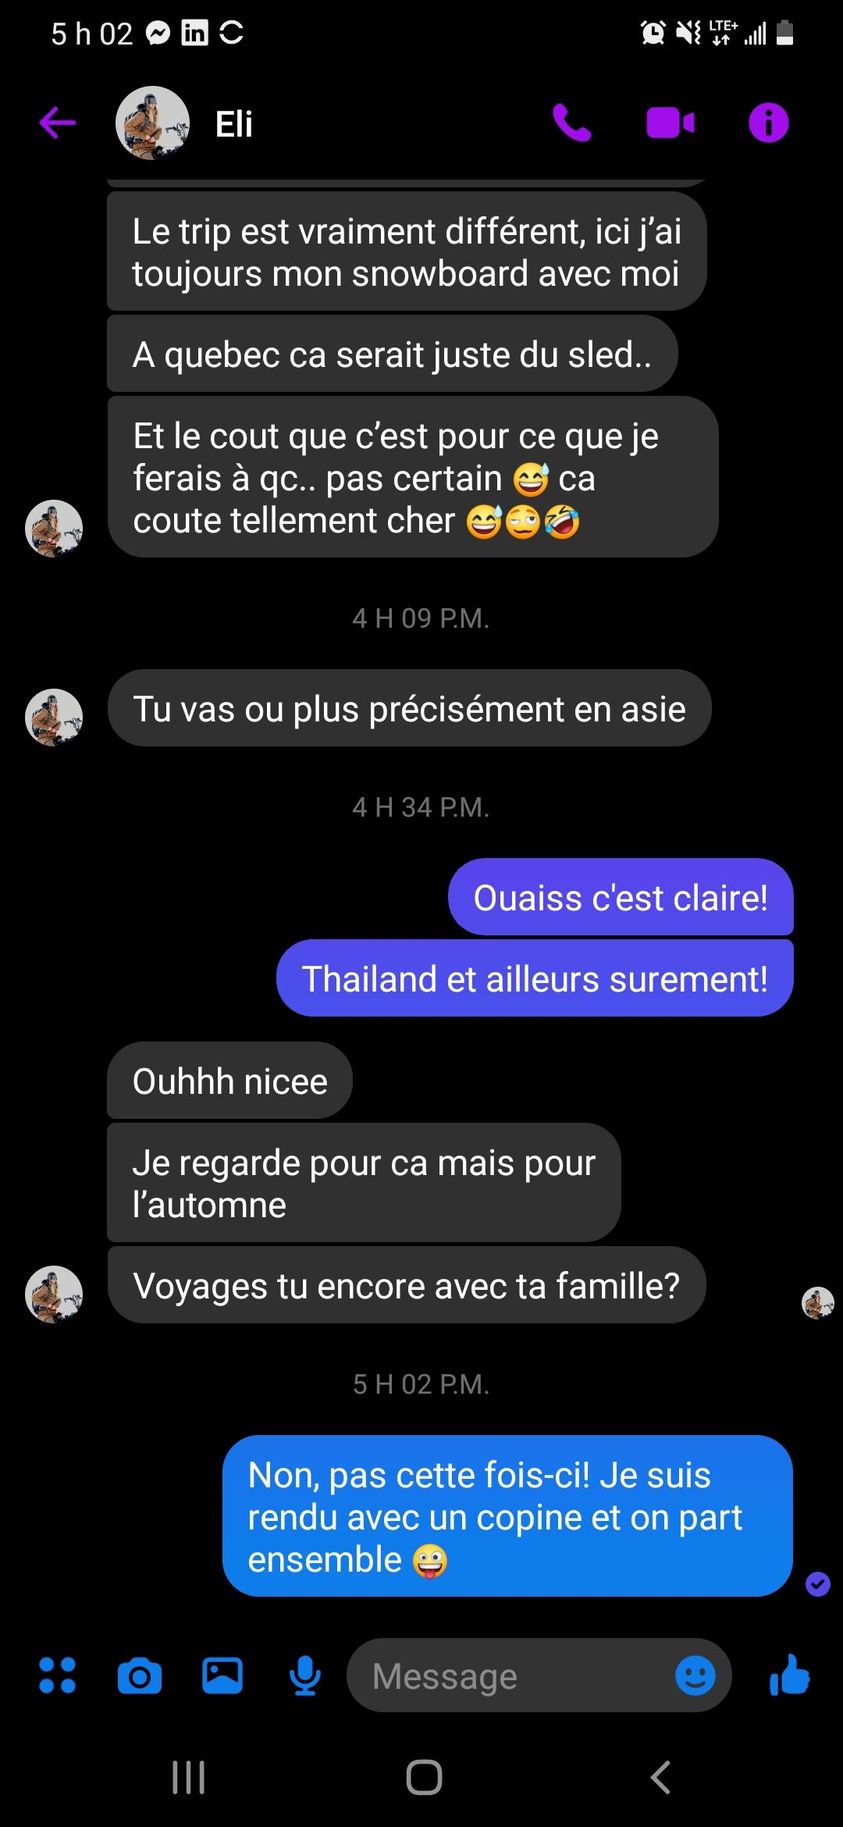 5 h 02
in
LTE+
Eli
Le trip est vraiment différent, ici j’ai
toujours mon snowboard avec moi
A quebec ca serait juste du sled..
Et le cout que c’est pour ce que je
ferais à qc.. pas certain 😅 ca
coute tellement cher 😅🥴🤣
4 H 09 P.M.
Tu vas ou plus précisément en asie
4 H 34 P.M.
Ouaiss c'est claire!
Thailand et ailleurs surement!
Ouhhh nicee
Je regarde pour ca mais pour
l’automne
Voyages tu encore avec ta famille?
5 H 02 P.M.
Non, pas cette fois-ci! Je suis
rendu avec un copine et on part
ensemble 🤪
Message